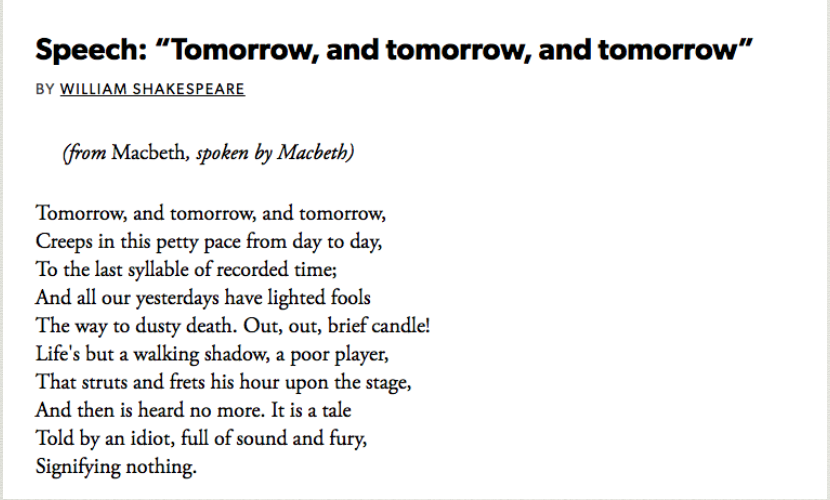 Speech: “Tomorrow, and tomorrow, and tomorrow”
BY WILLIAM SHAKESPEARE
(from Macbeth, spoken by Macbeth)
Tomorrow, and tomorrow, and tomorrow,
Creeps in this petty pace from day to day,
To the last syllable of recorded time;
And all our yesterdays have lighted fools
The way to dusty death. Out, out, brief candle!
Life's but a walking shadow, a poor player,
That struts and frets his hour upon the stage,
And then is heard no more. It is a tale
Told by an idiot, full of sound and fury,
Signifying nothing.